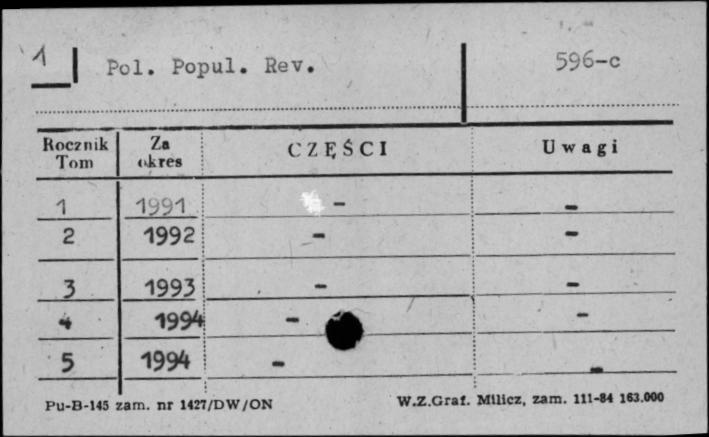 1 Pol. Popul. Rev. 596-c
Rocznik Tom Za okres CZĘŚCI Uwagi
1 1991 - -
2 1992 - -
3 1993 - -
4 1994 - -
5 1994 - -
Pu-B-145 zam. nr 1427/DW/ON W.Z.Graf. Milicz, zam. 111-84 163.000